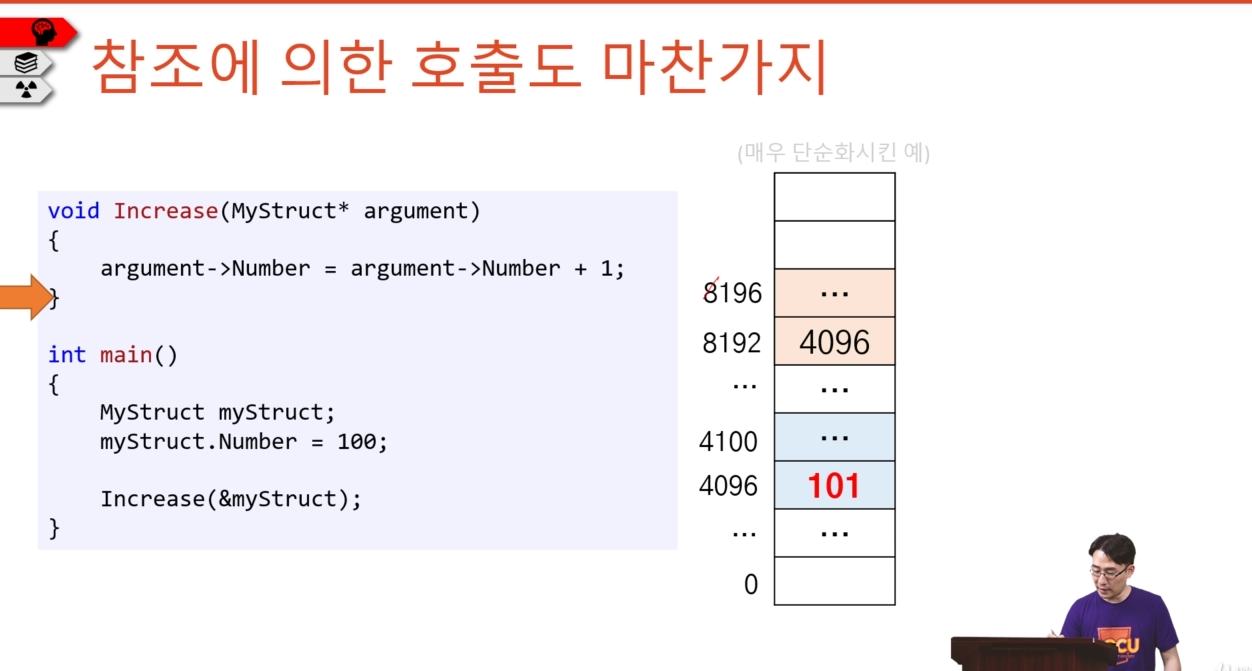 참조에 의한 호출도 마찬가지
(매우 단순화시킨 예)
void Increase(MyStruct* argument)
{
    argument->Number = argument->Number + 1;
}
int main()
{
    MyStruct myStruct;
    myStruct.Number = 100;
    Increase(&myStruct);
}
8196 ...
8192 4096
... ...
4100 ...
4096 101
... ...
0